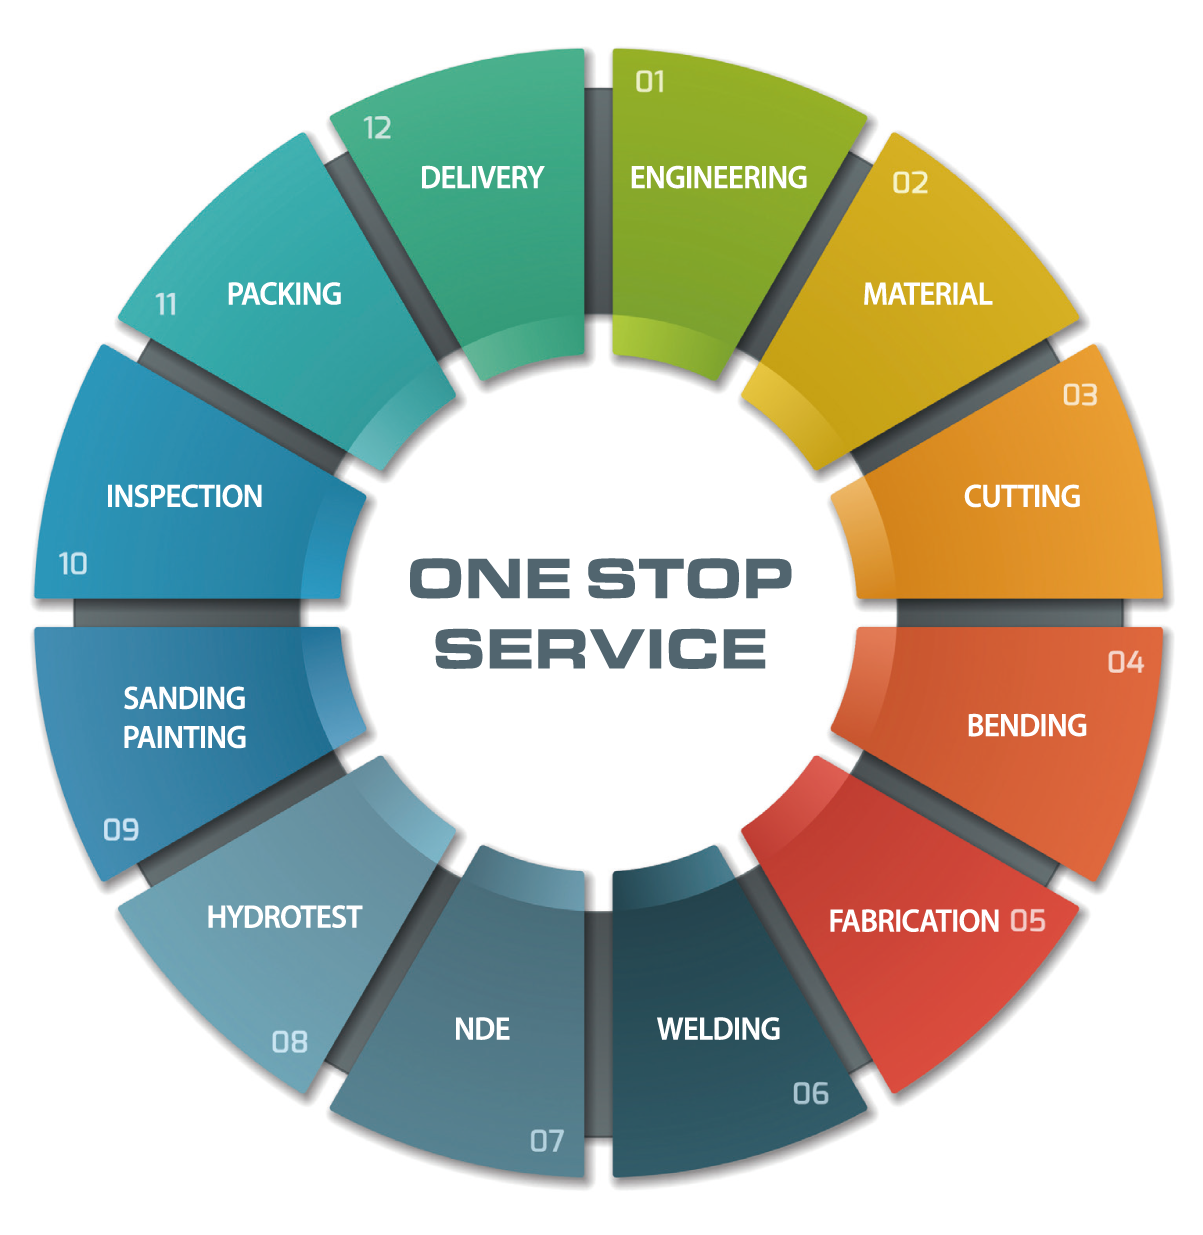 01
ENGINEERING
02
MATERIAL
03
CUTTING
04
BENDING
FABRICATION 05
WELDING
06
NDE
07
HYDROTEST
08
SANDING
PAINTING
09
INSPECTION
10
11
PACKING
12
DELIVERY
ONE STOP
SERVICE